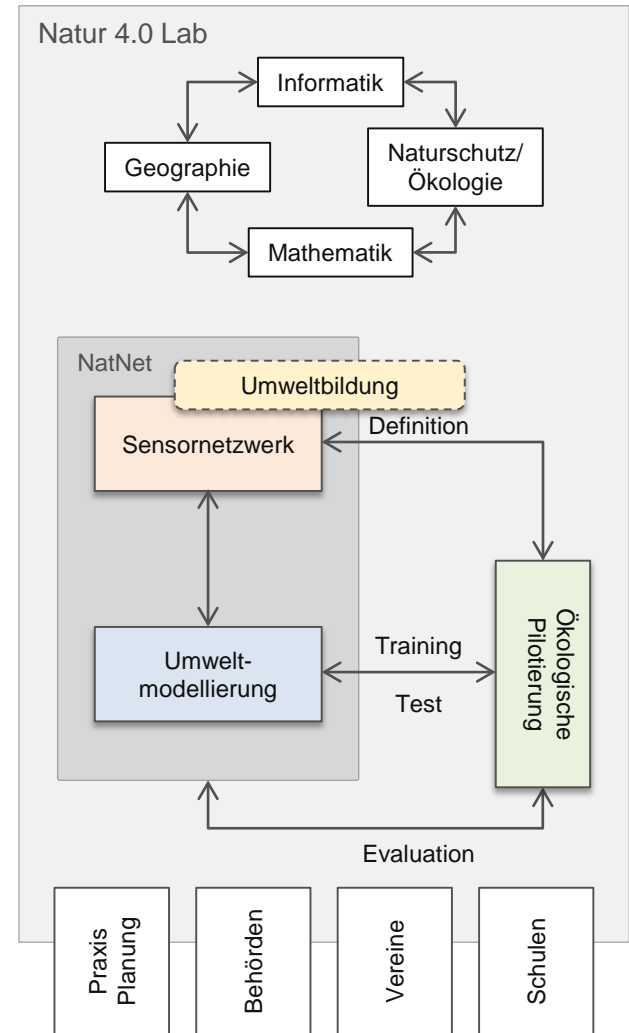 Natur 4.0 Lab
Informatik
Geographie
Naturschutz/
Ökologie
Mathematik
NatNet
Umweltbildung
Sensornetzwerk
Definition
Umwelt-
modellierung
Training
Test
Ökologische
Pilotierung
Evaluation
Praxis
Planung
Behörden
Vereine
Schulen